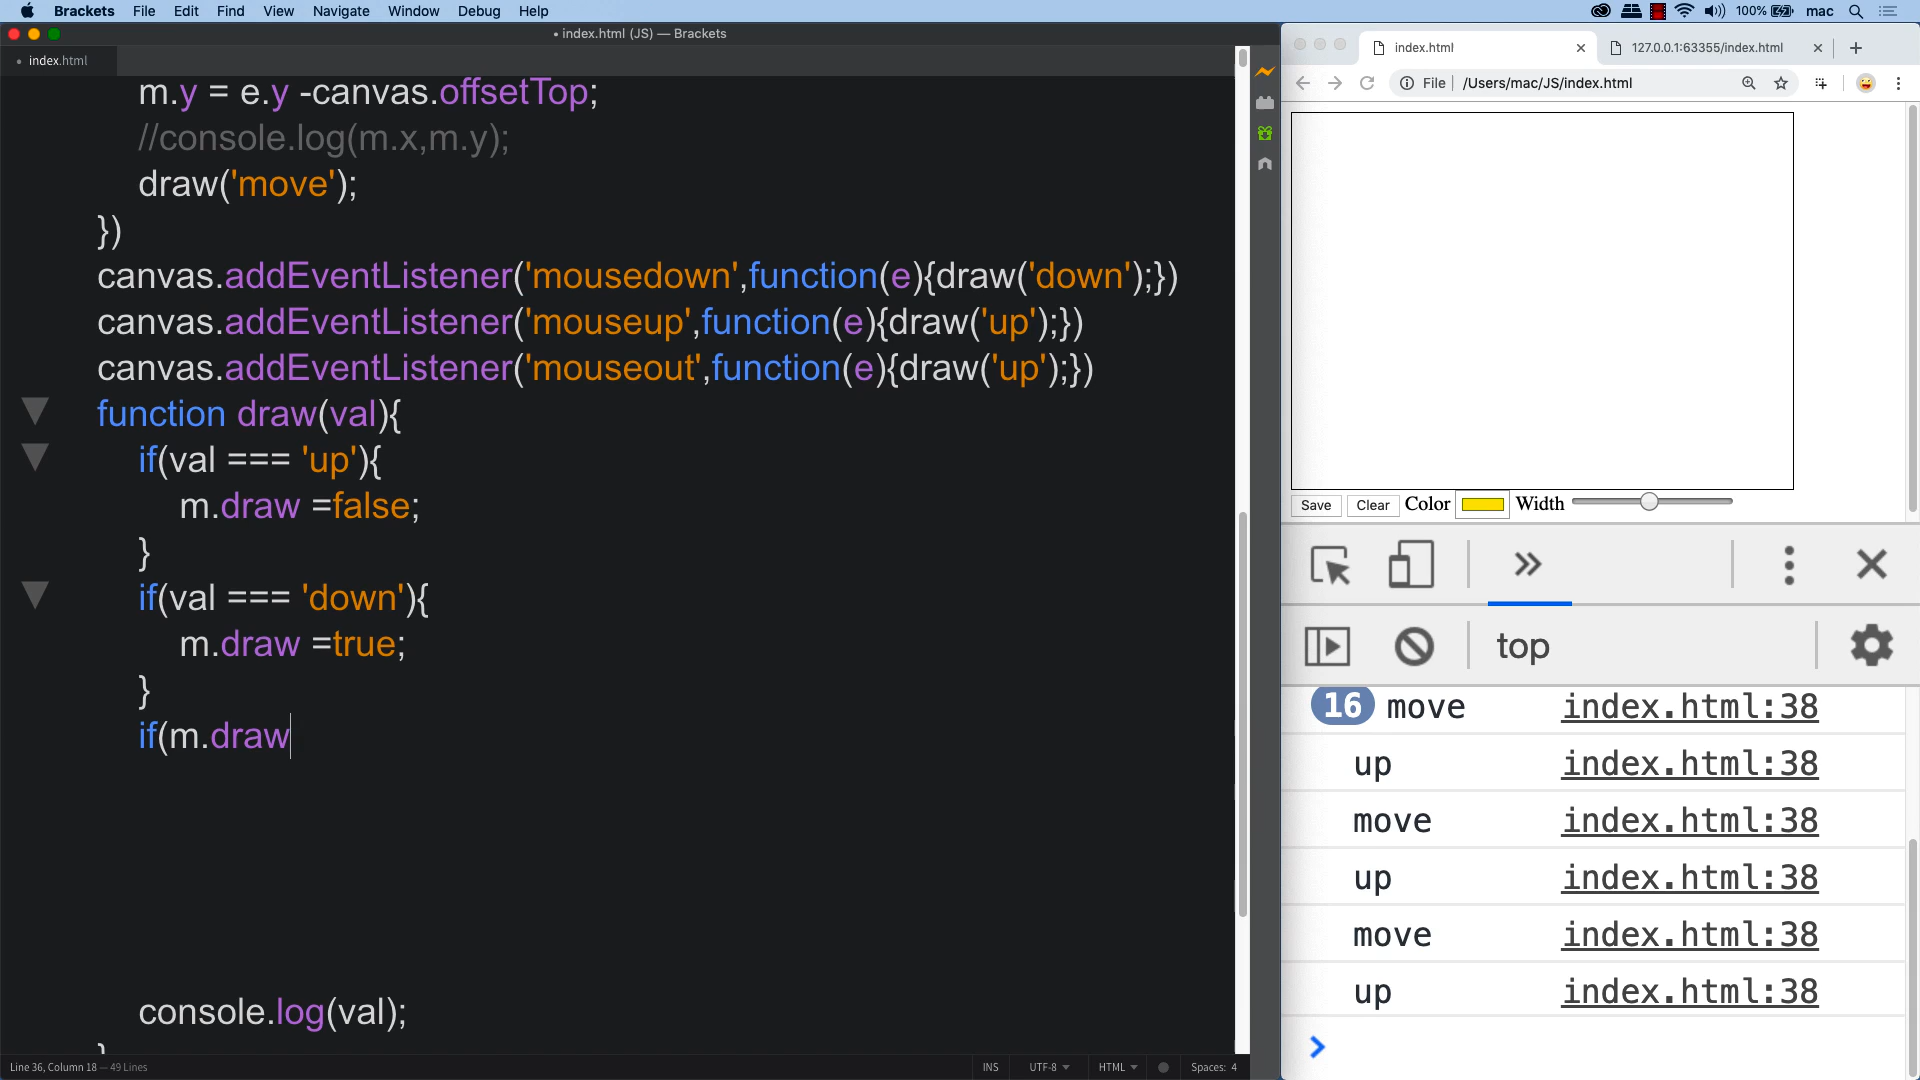 Brackets File Edit Find View Navigate Window Debug Help
100% mac
• index.html (JS) — Brackets
• index.html
m.y = e.y -canvas.offsetTop;
//console.log(m.x,m.y);
draw('move');
})
canvas.addEventListener('mousedown',function(e){draw('down');})
canvas.addEventListener('mouseup',function(e){draw('up');})
canvas.addEventListener('mouseout',function(e){draw('up');})
function draw(val){
if(val === 'up'){
m.draw =false;
}
if(val === 'down'){
m.draw =true;
}
if(m.draw
console.log(val);
}
Line 36, Column 18 — 49 Lines
INS UTF-8 HTML Spaces: 4
index.html
127.0.0.1:63355/index.html
File | /Users/mac/JS/index.html
Save Clear Color Width
top
16 move index.html:38
up index.html:38
move index.html:38
up index.html:38
move index.html:38
up index.html:38